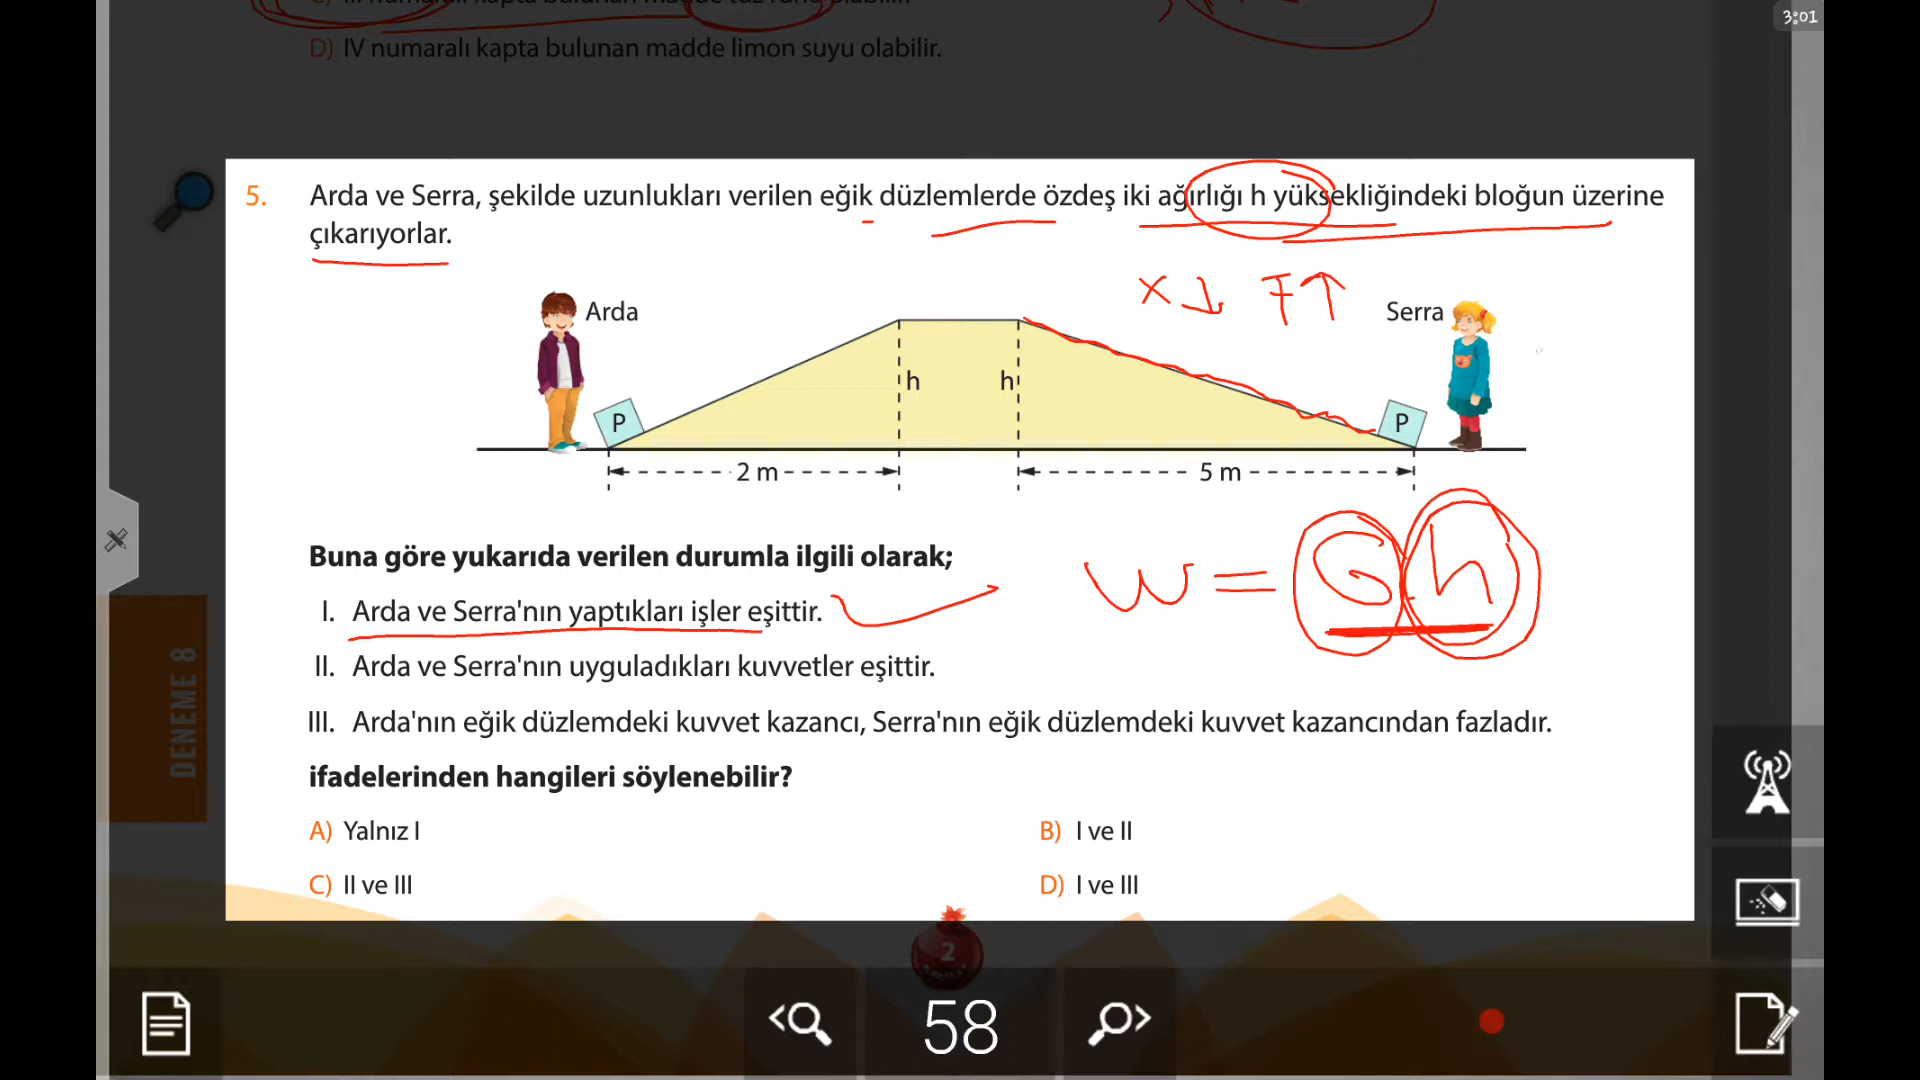 3:01
D) IV numaralı kapta bulunan madde limon suyu olabilir.
5. Arda ve Serra, şekilde uzunlukları verilen eğik düzlemlerde özdeş iki ağırlığı h yüksekliğindeki bloğun üzerine
çıkarıyorlar.
x↓ F↑
Arda
Serra
h h
P P
2 m 5 m
Buna göre yukarıda verilen durumla ilgili olarak;
W = G.h
I. Arda ve Serra'nın yaptıkları işler eşittir.
II. Arda ve Serra'nın uyguladıkları kuvvetler eşittir.
III. Arda'nın eğik düzlemdeki kuvvet kazancı, Serra'nın eğik düzlemdeki kuvvet kazancından fazladır.
ifadelerinden hangileri söylenebilir?
A) Yalnız I
B) I ve II
C) II ve III
D) I ve III
DENEME 8
2
58